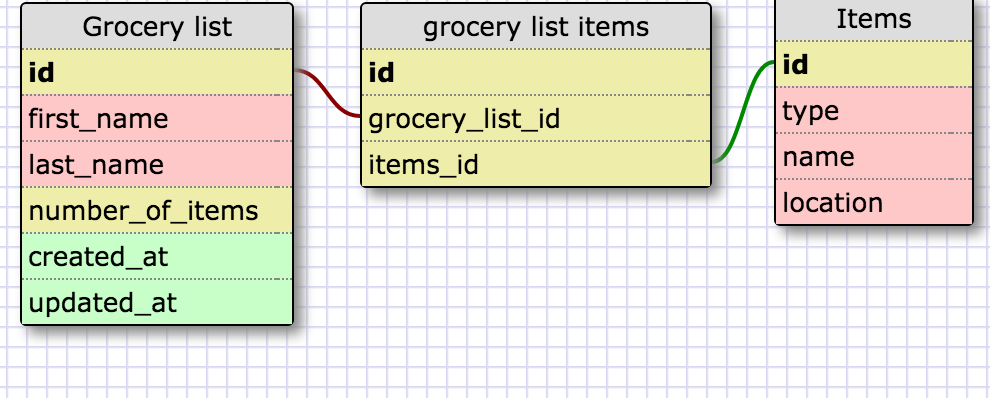 Grocery list
id
first_name
last_name
number_of_items
created_at
updated_at
grocery list items
id
grocery_list_id
items_id
Items
id
type
name
location